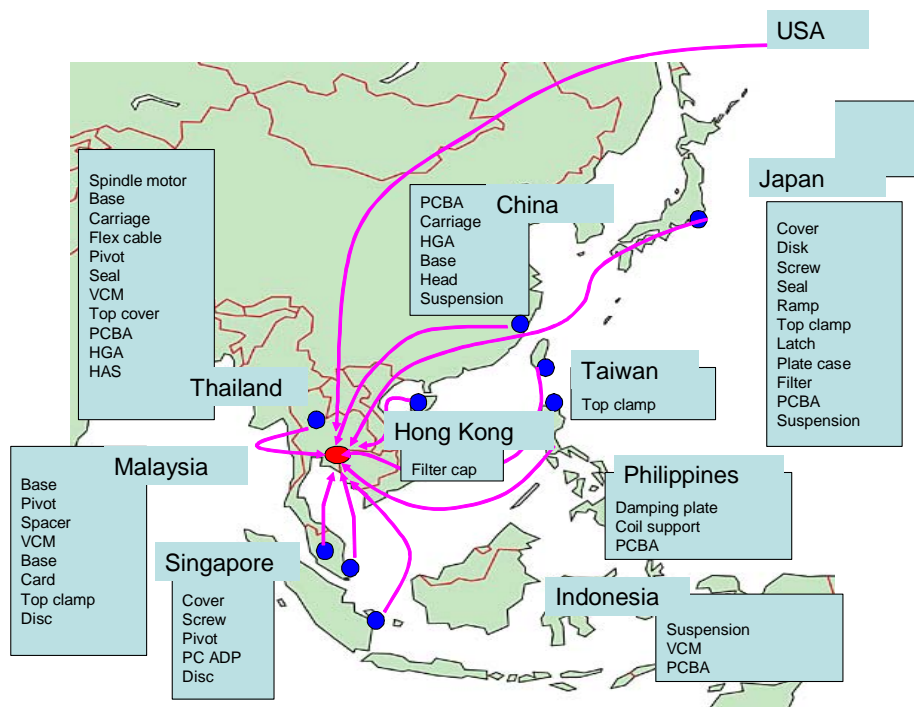 USA
Japan
Cover
Disk
Screw
Seal
Ramp
Top clamp
Latch
Plate case
Filter
PCBA
Suspension
China
PCBA
Carriage
HGA
Base
Head
Suspension
Thailand
Spindle motor
Base
Carriage
Flex cable
Pivot
Seal
VCM
Top cover
PCBA
HGA
HAS
Taiwan
Top clamp
Hong Kong
Filter cap
Malaysia
Base
Pivot
Spacer
VCM
Base
Card
Top clamp
Disc
Philippines
Damping plate
Coil support
PCBA
Singapore
Cover
Screw
Pivot
PC ADP
Disc
Indonesia
Suspension
VCM
PCBA